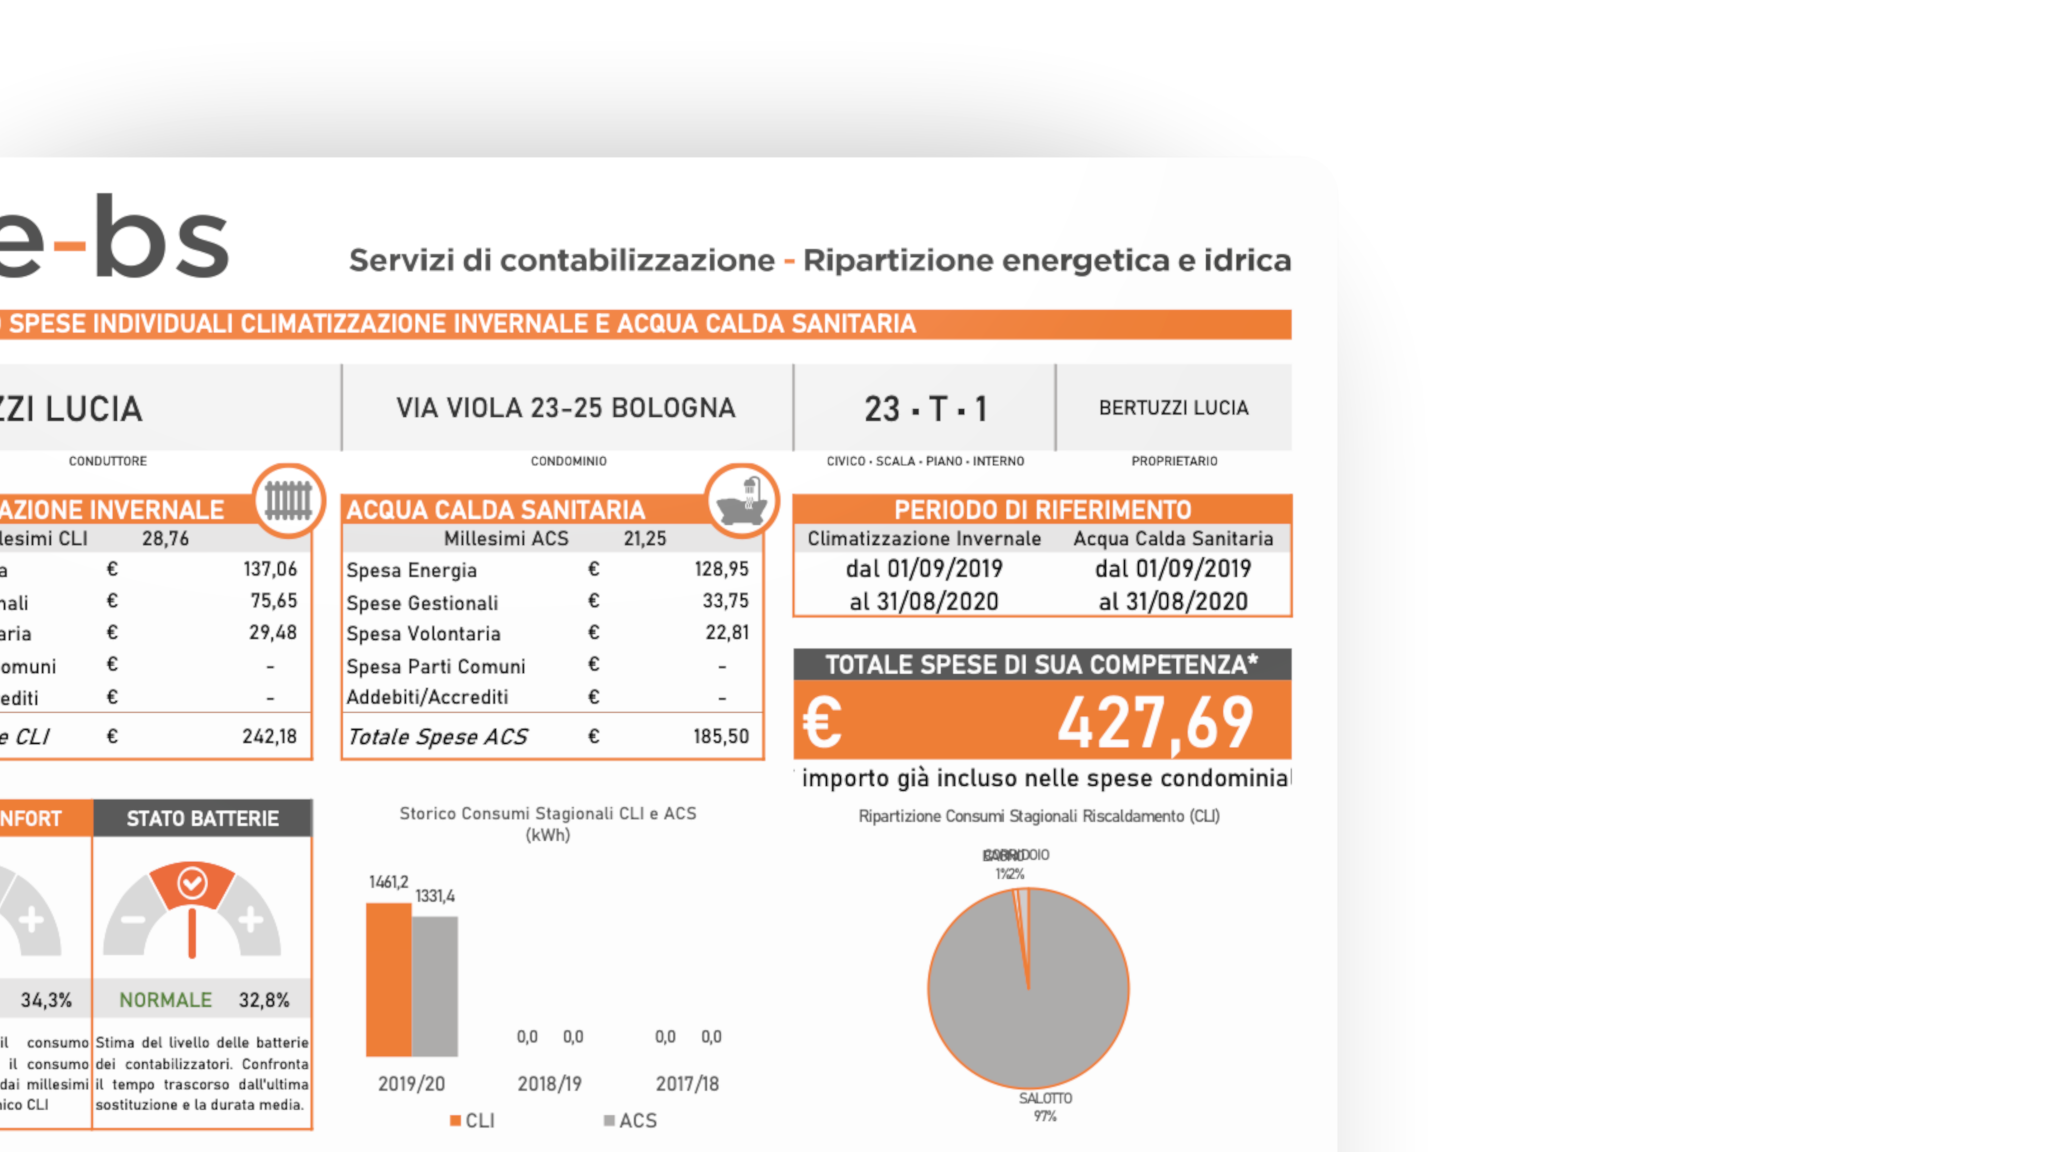 e-bs
Servizi di contabilizzazione - Ripartizione energetica e idrica
SPESE INDIVIDUALI CLIMATIZZAZIONE INVERNALE E ACQUA CALDA SANITARIA
ZZI LUCIA
CONDUTTORE
VIA VIOLA 23-25 BOLOGNA
CONDOMINIO
23 · T · 1
CIVICO · SCALA · PIANO · INTERNO
BERTUZZI LUCIA
PROPRIETARIO
AZIONE INVERNALE
lesimi CLI 28,76
a € 137,06
nali € 75,65
aria € 29,48
omuni € -
editi € -
e CLI € 242,18
ACQUA CALDA SANITARIA
Millesimi ACS 21,25
Spesa Energia € 128,95
Spese Gestionali € 33,75
Spesa Volontaria € 22,81
Spesa Parti Comuni € -
Addebiti/Accrediti € -
Totale Spese ACS € 185,50
PERIODO DI RIFERIMENTO
Climatizzazione Invernale Acqua Calda Sanitaria
dal 01/09/2019 dal 01/09/2019
al 31/08/2020 al 31/08/2020
TOTALE SPESE DI SUA COMPETENZA*
€ 427,69
importo già incluso nelle spese condominial
NFORT
34,3%
il consumo
il consumo
dai millesimi
nico CLI
STATO BATTERIE
NORMALE 32,8%
Stima del livello delle batterie
dei contabilizzatori. Confronta
il tempo trascorso dall'ultima
sostituzione e la durata media.
Storico Consumi Stagionali CLI e ACS
(kWh)
1461,2
1331,4
0,0 0,0 0,0 0,0
2019/20 2018/19 2017/18
CLI ACS
Ripartizione Consumi Stagionali Riscaldamento (CLI)
CORRIDOIO
1% 2%
SALOTTO
97%